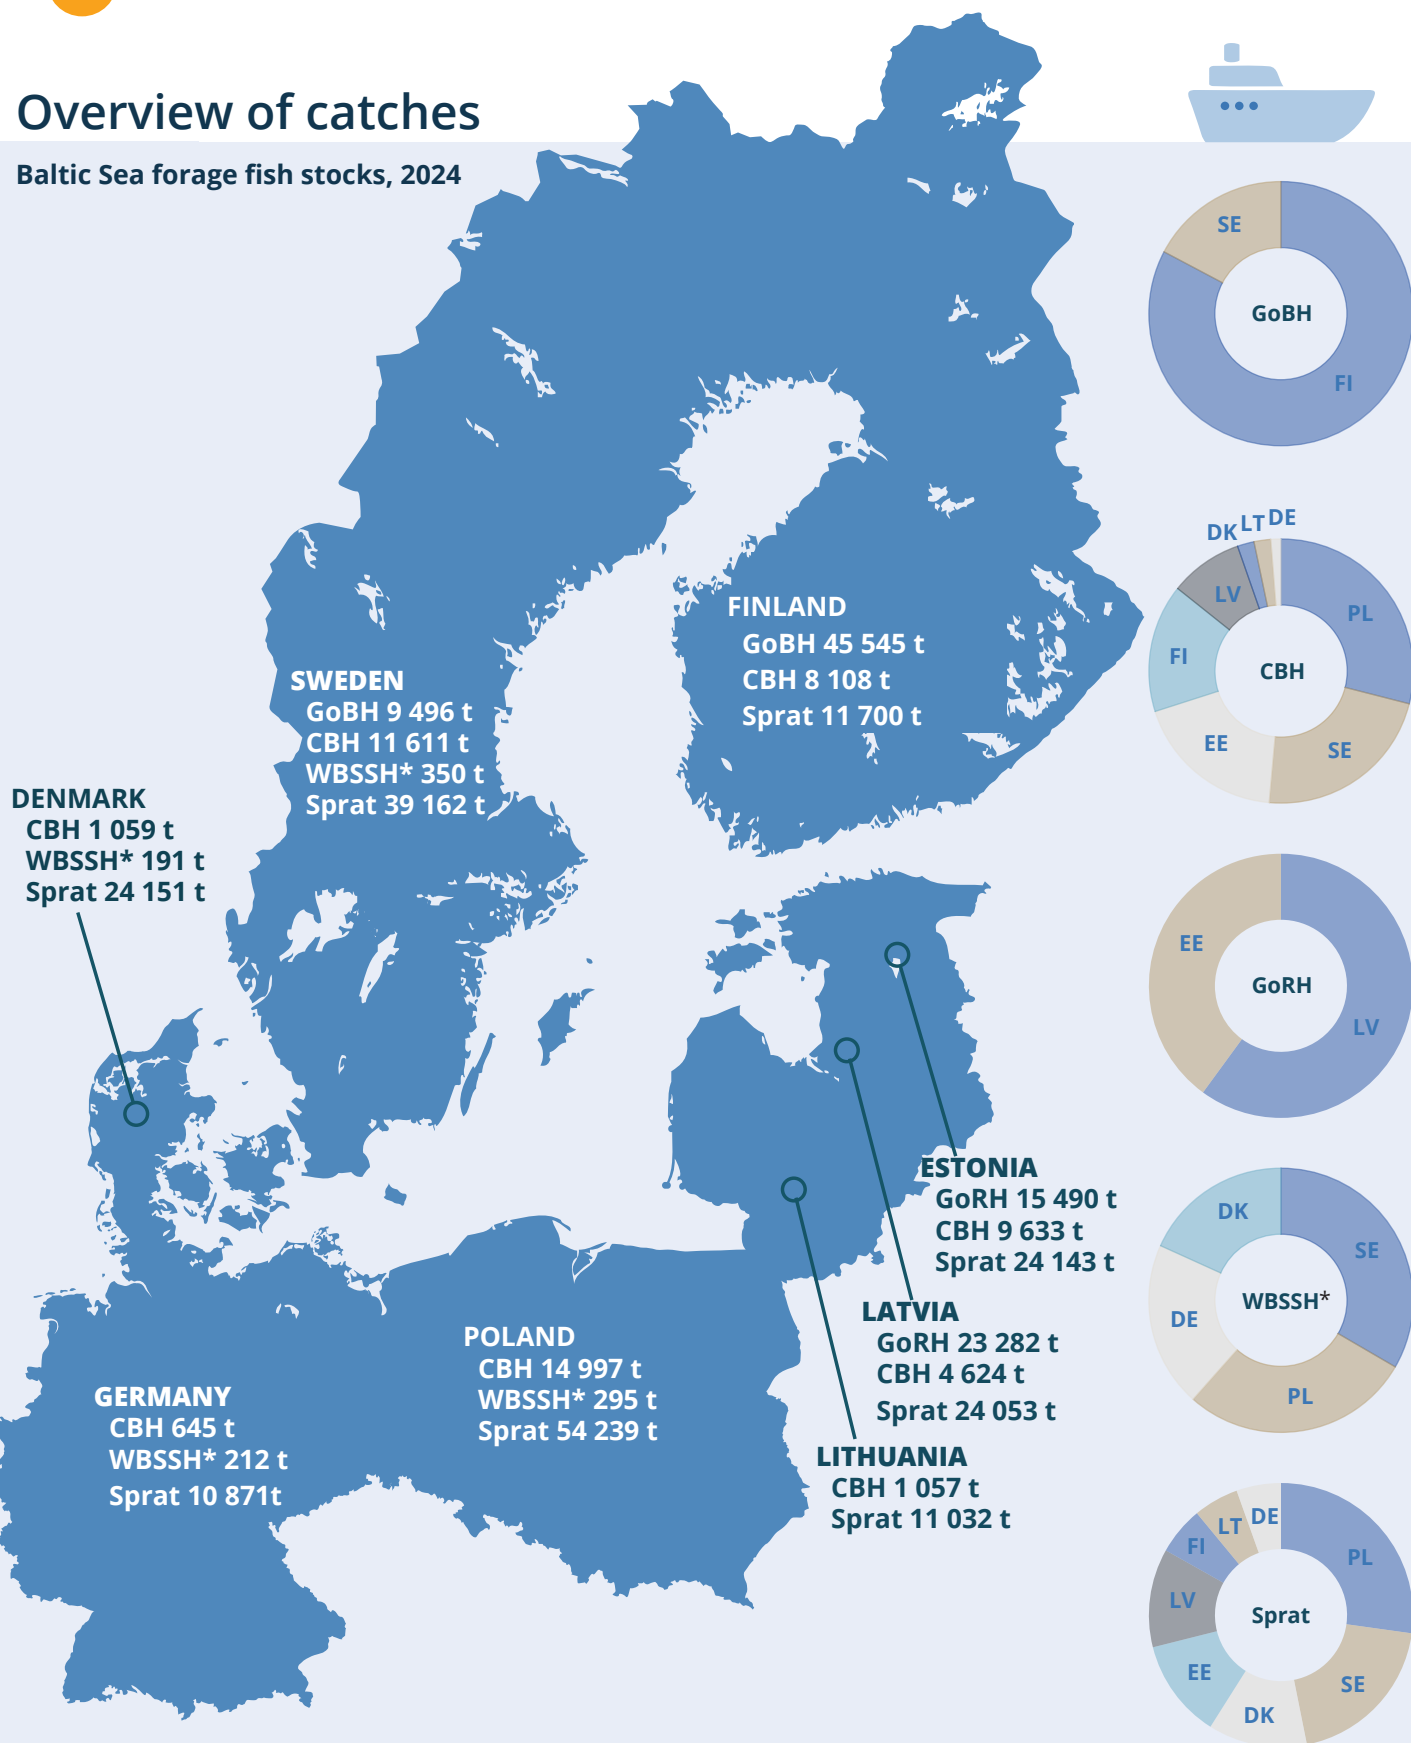 Overview of catches
Baltic Sea forage fish stocks, 2024
SWEDEN
GoBH 9 496 t
CBH 11 611 t
WBSSH* 350 t
Sprat 39 162 t
FINLAND
GoBH 45 545 t
CBH 8 108 t
Sprat 11 700 t
DENMARK
CBH 1 059 t
WBSSH* 191 t
Sprat 24 151 t
ESTONIA
GoRH 15 490 t
CBH 9 633 t
Sprat 24 143 t
LATVIA
GoRH 23 282 t
CBH 4 624 t
Sprat 24 053 t
LITHUANIA
CBH 1 057 t
Sprat 11 032 t
POLAND
CBH 14 997 t
WBSSH* 295 t
Sprat 54 239 t
GERMANY
CBH 645 t
WBSSH* 212 t
Sprat 10 871t
SE
GoBH
FI
DK LT DE
LV
PL
FI
CBH
EE
SE
EE
GoRH
LV
DK
SE
WBSSH*
DE
PL
DE
LT
FI
PL
LV
Sprat
EE
SE
DK